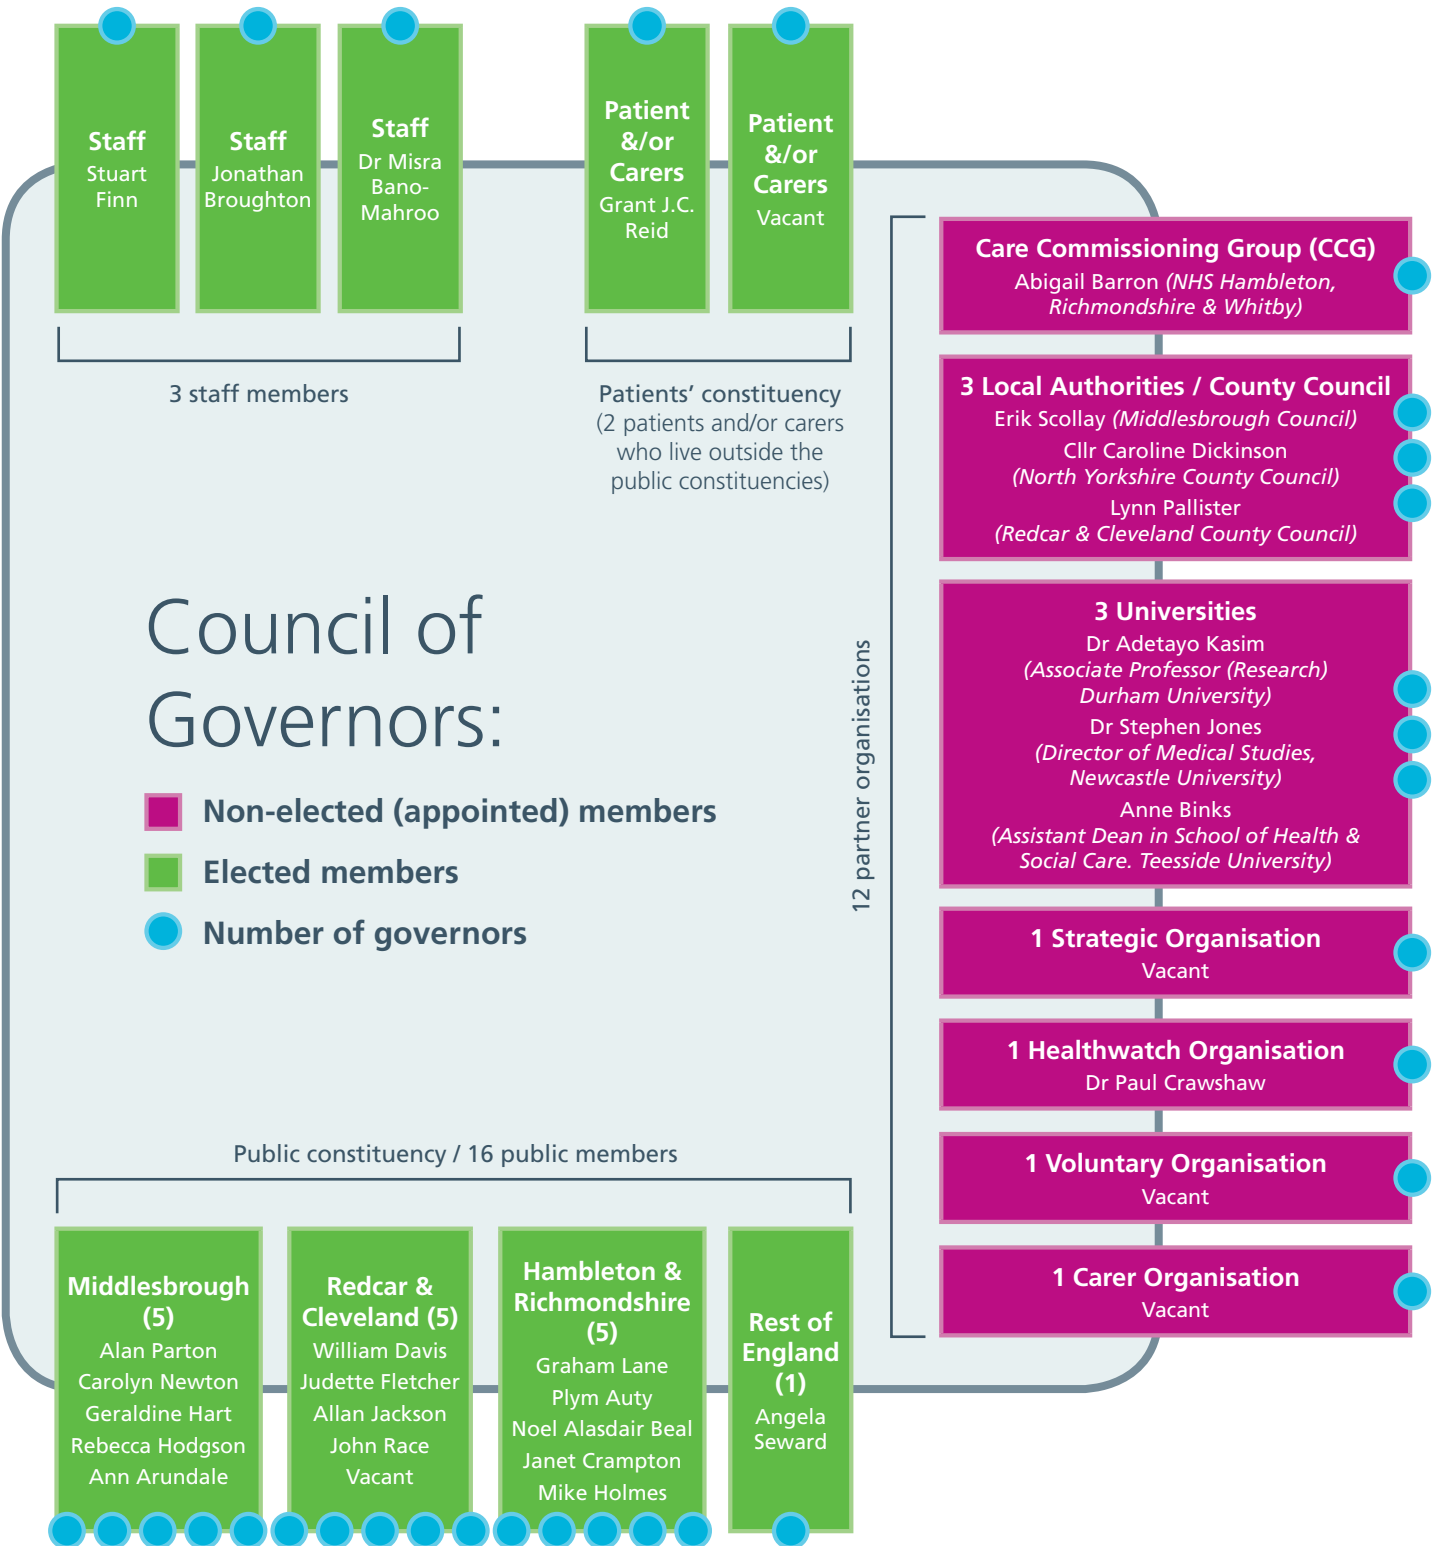 Staff
Stuart
Finn
Staff
Jonathan
Broughton
Staff
Dr Misra
Bano-
Mahroo
3 staff members
Patient
&/or
Carers
Grant J.C.
Reid
Patient
&/or
Carers
Vacant
Patients’ constituency
(2 patients and/or carers
who live outside the
public constituencies)
Council of
Governors:
Non-elected (appointed) members
Elected members
Number of governors
12 partner organisations
Care Commissioning Group (CCG)
Abigail Barron (NHS Hambleton,
Richmondshire & Whitby)
3 Local Authorities / County Council
Erik Scollay (Middlesbrough Council)
Cllr Caroline Dickinson
(North Yorkshire County Council)
Lynn Pallister
(Redcar & Cleveland County Council)
3 Universities
Dr Adetayo Kasim
(Associate Professor (Research)
Durham University)
Dr Stephen Jones
(Director of Medical Studies,
Newcastle University)
Anne Binks
(Assistant Dean in School of Health &
Social Care. Teesside University)
1 Strategic Organisation
Vacant
1 Healthwatch Organisation
Dr Paul Crawshaw
1 Voluntary Organisation
Vacant
1 Carer Organisation
Vacant
Public constituency / 16 public members
Middlesbrough
(5)
Alan Parton
Carolyn Newton
Geraldine Hart
Rebecca Hodgson
Ann Arundale
Redcar &
Cleveland (5)
William Davis
Judette Fletcher
Allan Jackson
John Race
Vacant
Hambleton &
Richmondshire
(5)
Graham Lane
Plym Auty
Noel Alasdair Beal
Janet Crampton
Mike Holmes
Rest of
England
(1)
Angela
Seward